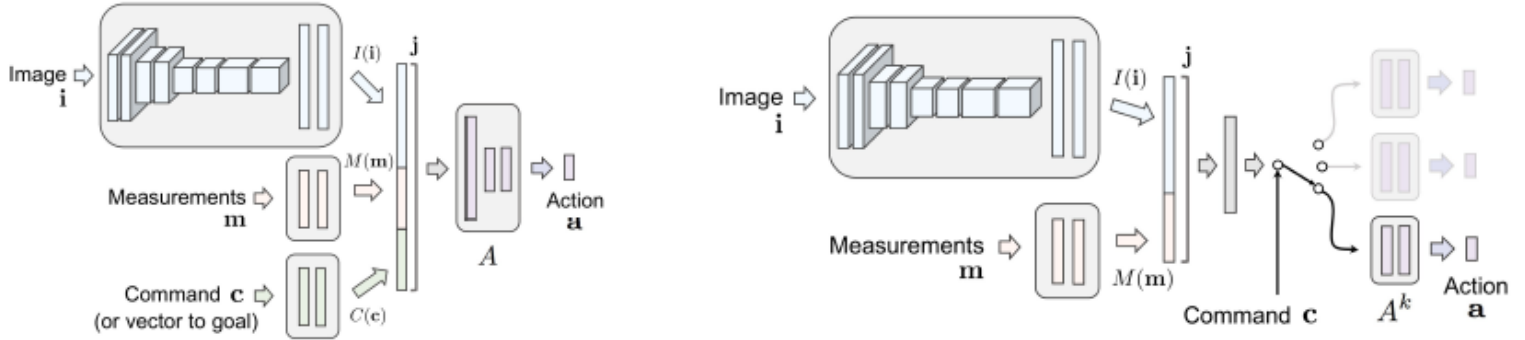 Image
i
I(i)
j
Measurements
m
M(m)
Command c
(or vector to goal)
C(c)
A
Action
a
Image
i
I(i)
j
Measurements
m
M(m)
Command c
A^k
Action
a